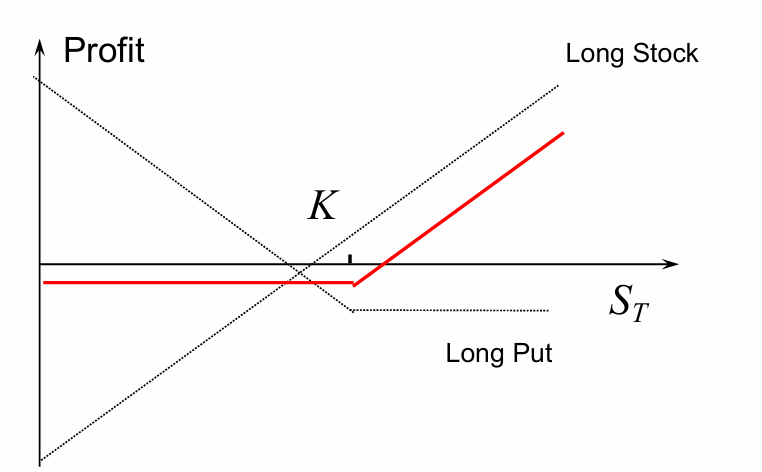 Profit
Long Stock
K
S_T
Long Put